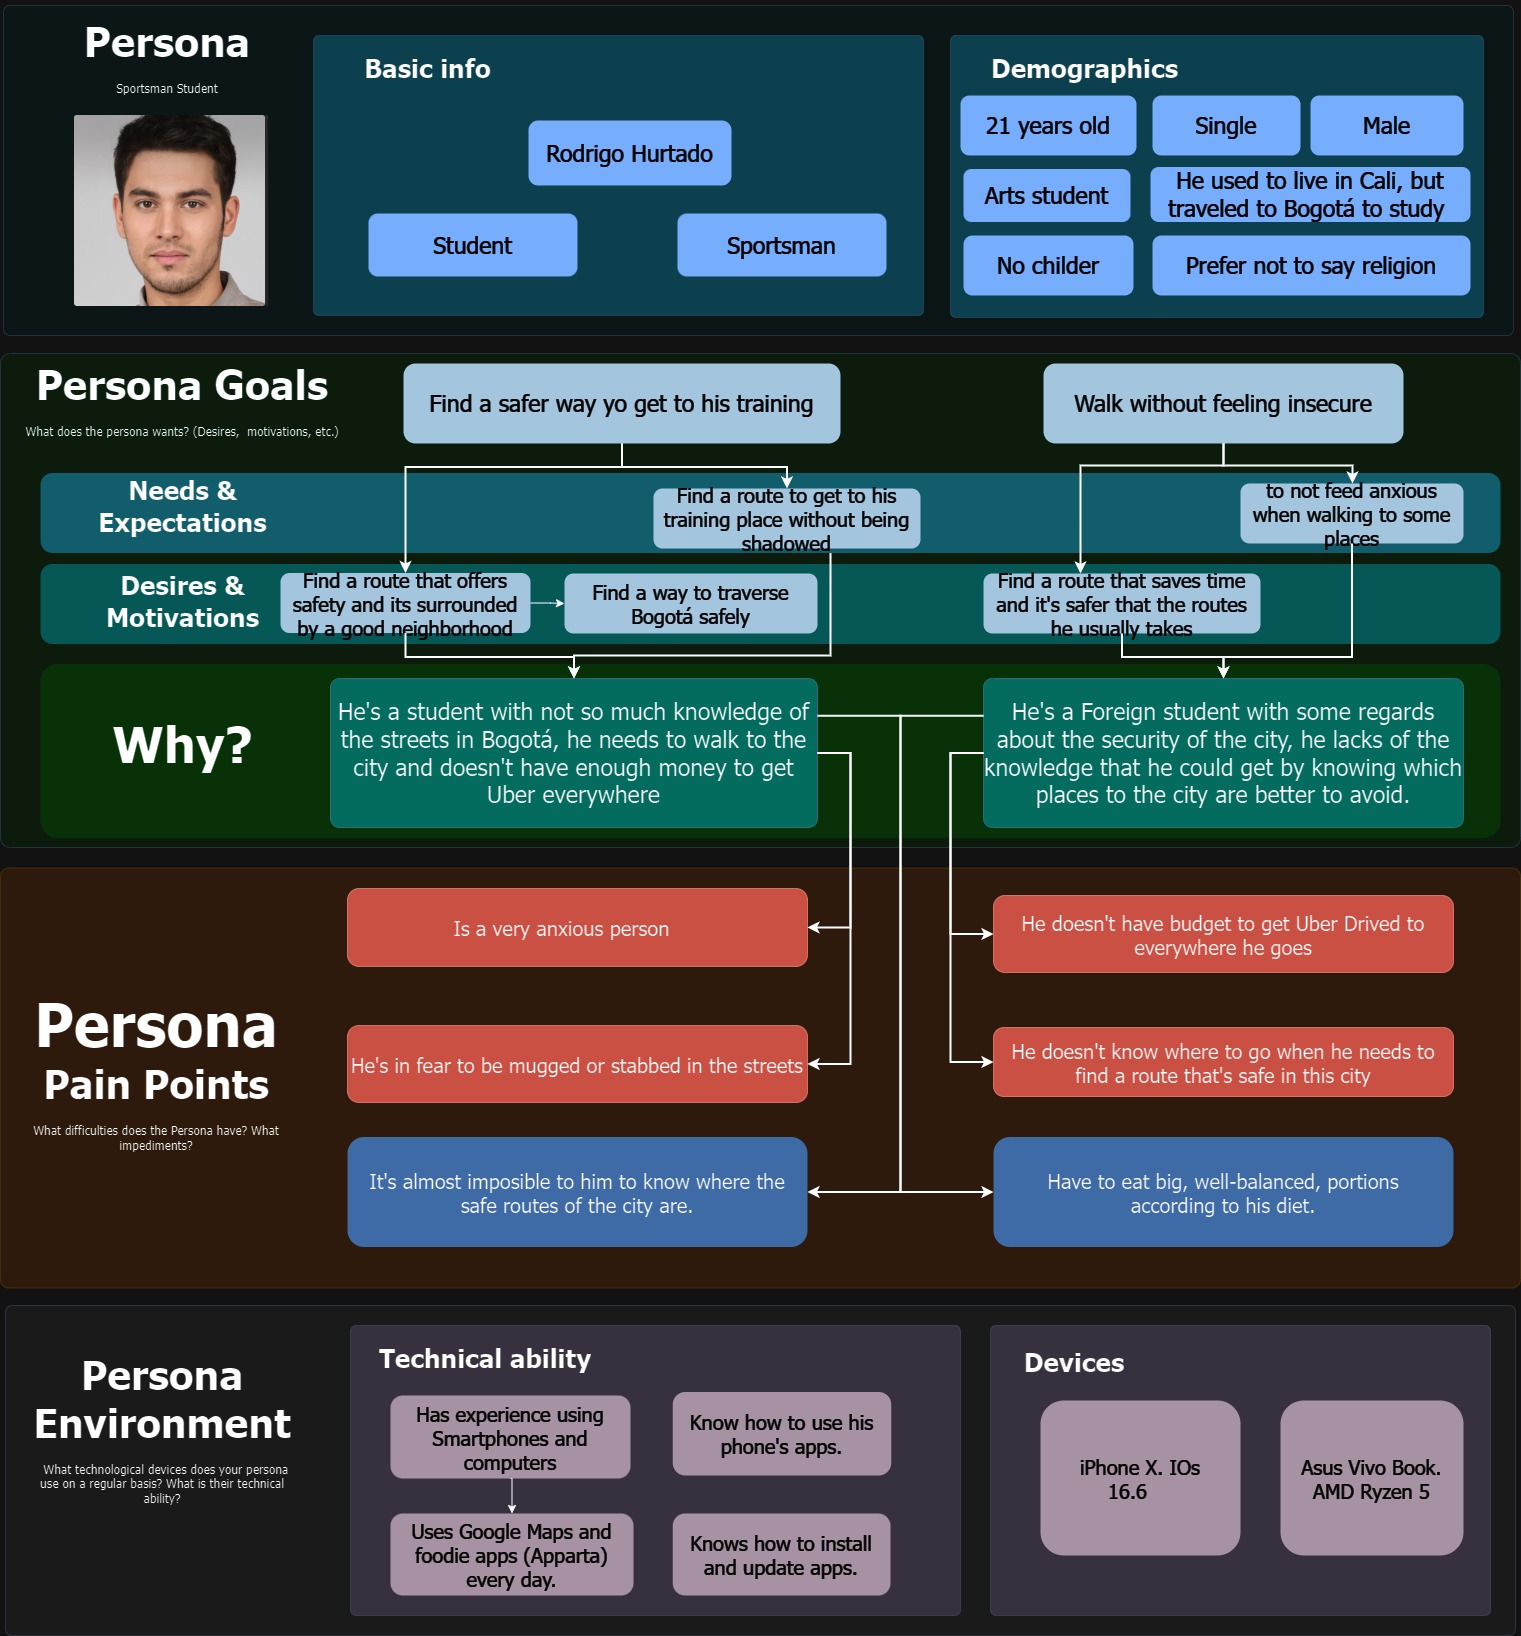 Persona
Sportsman Student
Basic info
Rodrigo Hurtado
Student
Sportsman
Demographics
21 years old
Single
Male
Arts student
He used to live in Cali, but
traveled to Bogotá to study
No childer
Prefer not to say religion
Persona Goals
What does the persona wants? (Desires, motivations, etc.)
Find a safer way yo get to his training
Walk without feeling insecure
Needs &
Expectations
Find a route to get to his
training place without being
shadowed
to not feed anxious
when walking to some
places
Desires &
Motivations
Find a route that offers
safety and its surrounded
by a good neighborhood
Find a way to traverse
Bogotá safely
Find a route that saves time
and it's safer that the routes
he usually takes
Why?
He's a student with not so much knowledge of
the streets in Bogotá, he needs to walk to the
city and doesn't have enough money to get
Uber everywhere
He's a Foreign student with some regards
about the security of the city, he lacks of the
knowledge that he could get by knowing which
places to the city are better to avoid.
Persona
Pain Points
What difficulties does the Persona have? What
impediments?
Is a very anxious person
He doesn't have budget to get Uber Drived to
everywhere he goes
He's in fear to be mugged or stabbed in the streets
He doesn't know where to go when he needs to
find a route that's safe in this city
It's almost imposible to him to know where the
safe routes of the city are.
Have to eat big, well-balanced, portions
according to his diet.
Persona
Environment
What technological devices does your persona
use on a regular basis? What is their technical
ability?
Technical ability
Has experience using
Smartphones and
computers
Know how to use his
phone's apps.
Uses Google Maps and
foodie apps (Apparta)
every day.
Knows how to install
and update apps.
Devices
iPhone X. IOs
16.6
Asus Vivo Book.
AMD Ryzen 5